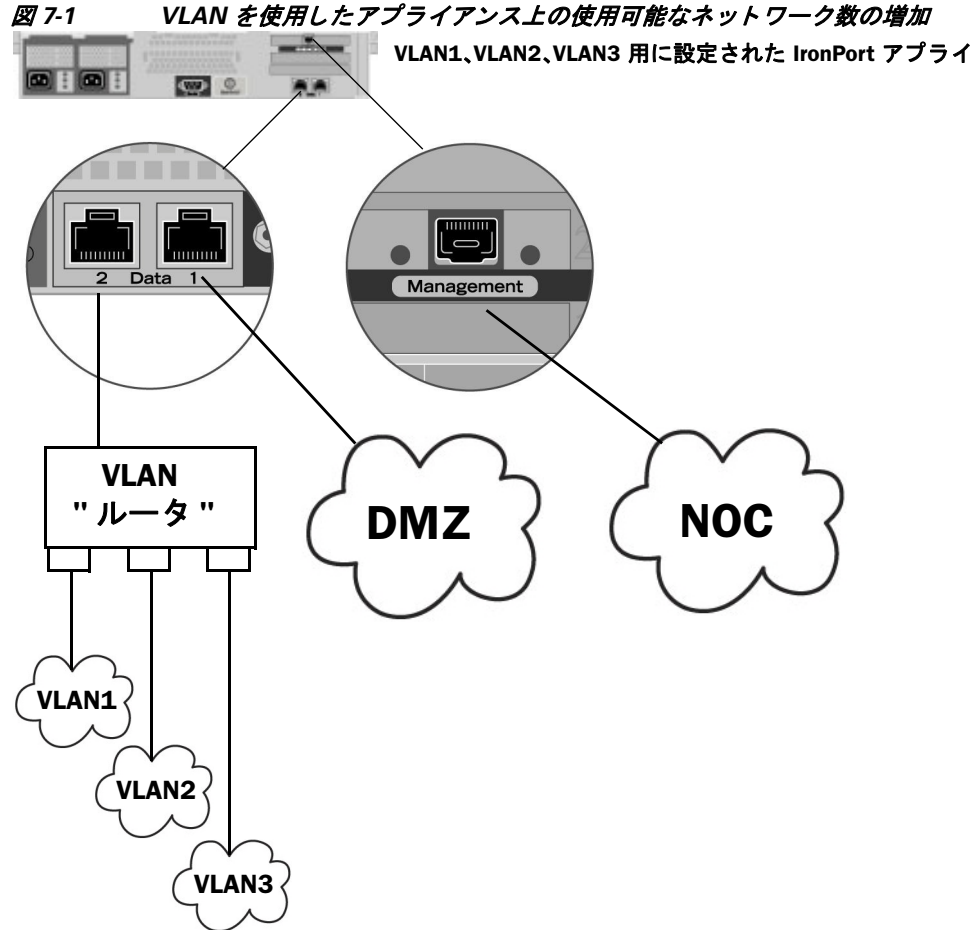 図 7-1 VLAN を使用したアプライアンス上の使用可能なネットワーク数の増加
VLAN1、VLAN2、VLAN3 用に設定された IronPort アプライ
2 Data 1
Management
VLAN
" ルータ "
DMZ
NOC
VLAN1
VLAN2
VLAN3